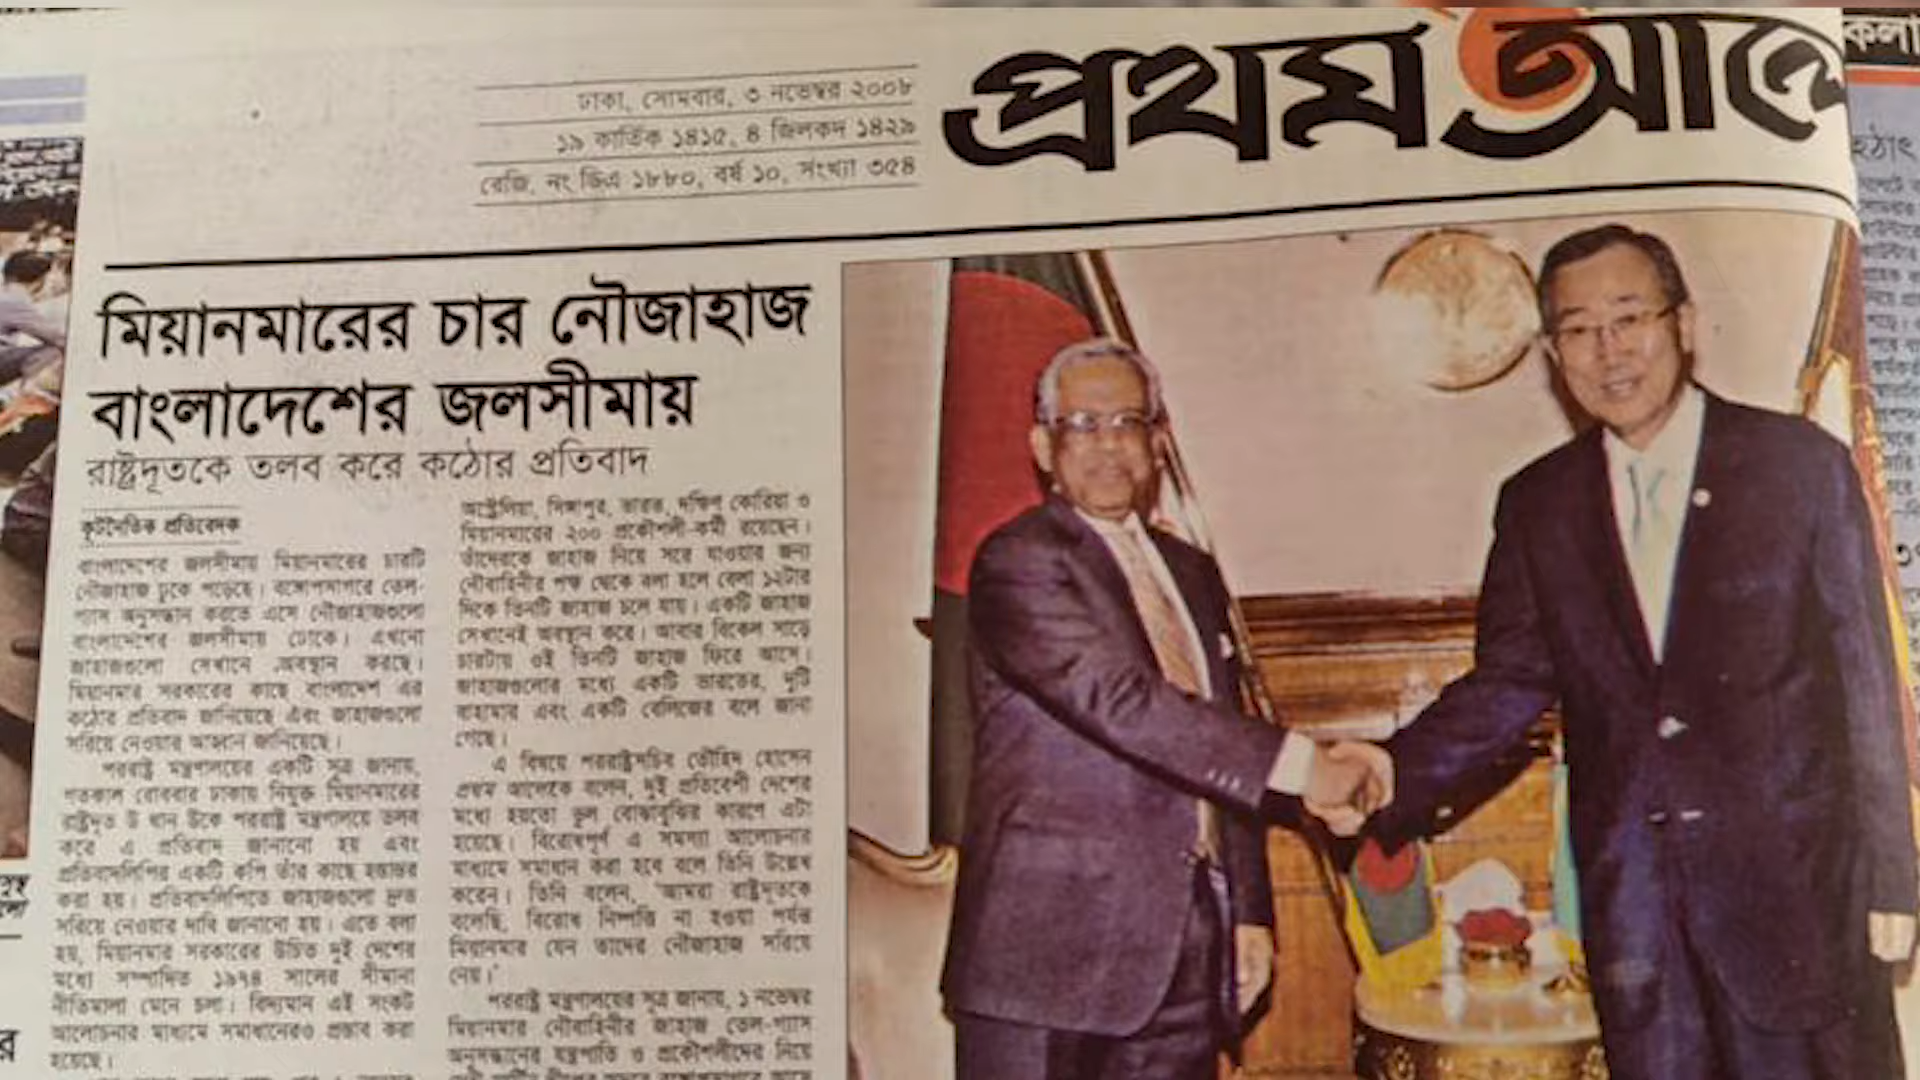 প্রথম আলো
ঢাকা, সোমবার, ৩ নভেম্বর ২০০৮
১৯ কার্তিক ১৪১৫, ৪ জিলকদ ১৪২৯
রেজি. নং ডিএ ১৮৮০, বর্ষ ১০, সংখ্যা ৩৫৪
মিয়ানমারের চার নৌজাহাজ
বাংলাদেশের জলসীমায়
রাষ্ট্রদূতকে তলব করে কঠোর প্রতিবাদ
কূটনৈতিক প্রতিবেদক
বাংলাদেশের জলসীমায় মিয়ানমারের চারটি
নৌজাহাজ ঢুকে পড়েছে। বঙ্গোপসাগরে তেল-
গ্যাস অনুসন্ধান করতে এসে নৌজাহাজগুলো
বাংলাদেশের জলসীমায় ঢোকে। এখনো
জাহাজগুলো সেখানে অবস্থান করছে।
মিয়ানমার সরকারের কাছে বাংলাদেশ এর
কঠোর প্রতিবাদ জানিয়েছে এবং জাহাজগুলো
সরিয়ে নেওয়ার আহ্বান জানিয়েছে।
পররাষ্ট্র মন্ত্রণালয়ের একটি সূত্র জানায়,
গতকাল রোববার ঢাকায় নিযুক্ত মিয়ানমারের
রাষ্ট্রদূত উ থান উকে পররাষ্ট্র মন্ত্রণালয়ে তলব
করে এ প্রতিবাদ জানানো হয় এবং
প্রতিবাদলিপির একটি কপি তাঁর কাছে হস্তান্তর
করা হয়। প্রতিবাদলিপিতে জাহাজগুলো দ্রুত
সরিয়ে নেওয়ার দাবি জানানো হয়। এতে বলা
হয়, মিয়ানমার সরকারের উচিত দুই দেশের
মধ্যে সম্পাদিত ১৯৭৪ সালের সীমানা
নীতিমালা মেনে চলা। বিদ্যমান এই সংকট
আলোচনার মাধ্যমে সমাধানেরও প্রস্তাব করা
হয়েছে।
অস্ট্রেলিয়া, সিঙ্গাপুর, ভারত, দক্ষিণ কোরিয়া ও
মিয়ানমারের ২০০ প্রকৌশলী-কর্মী রয়েছেন।
তাঁদেরকে জাহাজ নিয়ে সরে যাওয়ার জন্য
নৌবাহিনীর পক্ষ থেকে বলা হলে বেলা ১২টার
দিকে তিনটি জাহাজ চলে যায়। একটি জাহাজ
সেখানেই অবস্থান করে। আবার বিকেল সাড়ে
চারটায় ওই তিনটি জাহাজ ফিরে আসে।
জাহাজগুলোর মধ্যে একটি ভারতের, দুটি
বাহামার এবং একটি বেলিজের বলে জানা
গেছে।
এ বিষয়ে পররাষ্ট্রসচিব তৌহিদ হোসেন
প্রথম আলোকে বলেন, দুই প্রতিবেশী দেশের
মধ্যে হয়তো ভুল বোঝাবুঝির কারণে এটা
হয়েছে। বিরোধপূর্ণ এ সমস্যা আলোচনার
মাধ্যমে সমাধান করা হবে বলে তিনি উল্লেখ
করেন। তিনি বলেন, 'আমরা রাষ্ট্রদূতকে
বলেছি, বিরোধ নিষ্পত্তি না হওয়া পর্যন্ত
মিয়ানমার যেন তাদের নৌজাহাজ সরিয়ে
নেয়।'
পররাষ্ট্র মন্ত্রণালয়ের সূত্র জানায়, ১ নভেম্বর
মিয়ানমার নৌবাহিনীর জাহাজ তেল-গ্যাস
অনুসন্ধানের যন্ত্রপাতি ও প্রকৌশলীদের নিয়ে
হঠাৎ